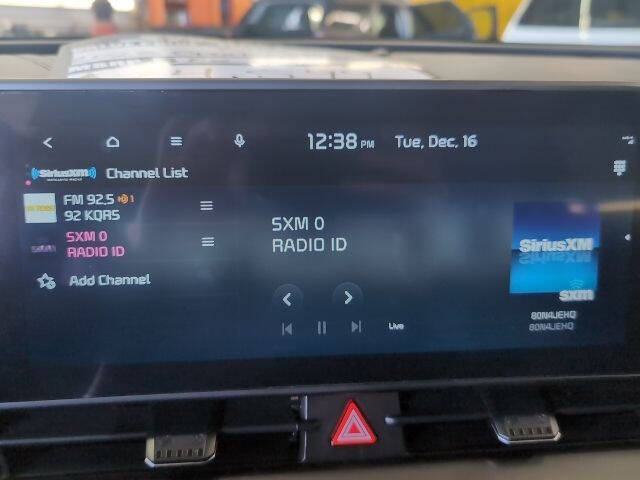 12:38 PM Tue, Dec. 16
SiriusXM Channel List
FM 92.5 1
92 KQRS
SXM 0
RADIO ID
Add Channel
SXM 0
RADIO ID
Live
SiriusXM
sxm
80N4JEHQ
80N4JEHQ